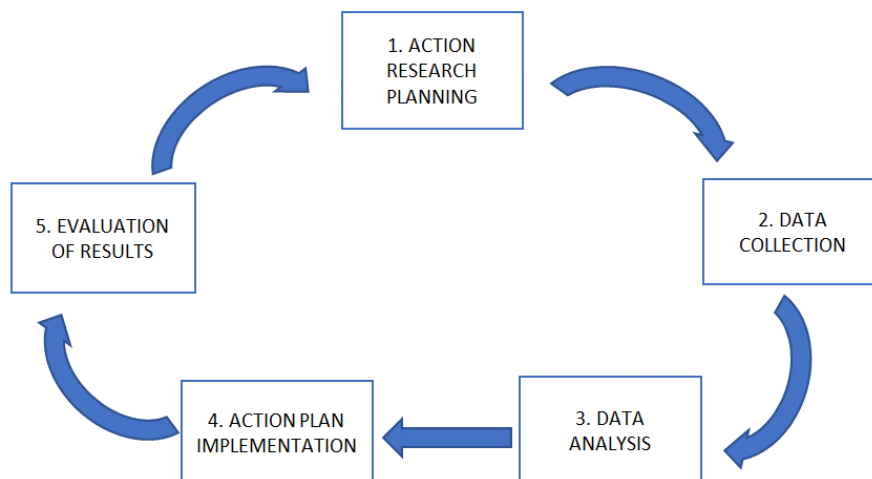 1. ACTION
RESEARCH
PLANNING
2. DATA
COLLECTION
3. DATA
ANALYSIS
4. ACTION PLAN
IMPLEMENTATION
5. EVALUATION
OF RESULTS